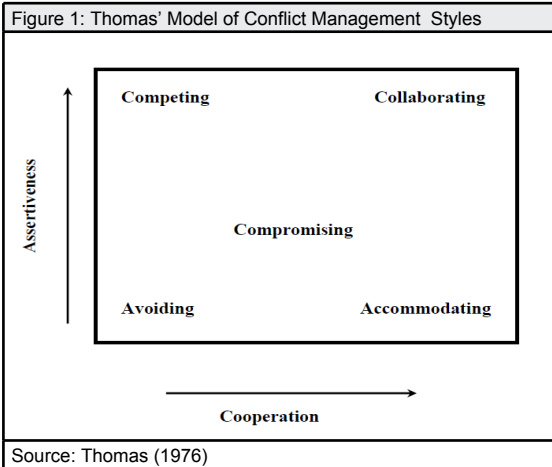 Figure 1: Thomas' Model of Conflict Management Styles
Competing Collaborating
Assertiveness
Compromising
Avoiding Accommodating
Cooperation
Source: Thomas (1976)